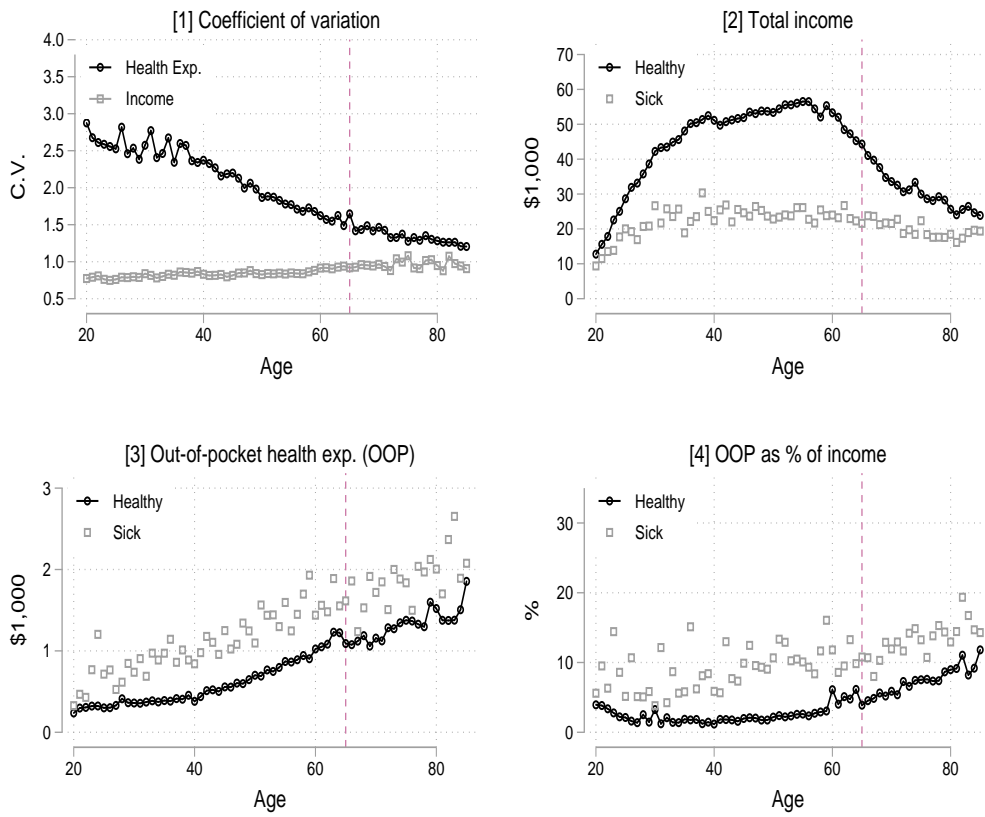 [1] Coefficient of variation
4.0
3.5
3.0
2.5
2.0
1.5
1.0
0.5
C.V.
Health Exp.
Income
20 40 60 80
Age
[2] Total income
70
60
50
40
30
20
10
0
$1,000
Healthy
Sick
20 40 60 80
Age
[3] Out-of-pocket health exp. (OOP)
3
2
1
0
$1,000
Healthy
Sick
20 40 60 80
Age
[4] OOP as % of income
30
20
10
0
%
Healthy
Sick
20 40 60 80
Age